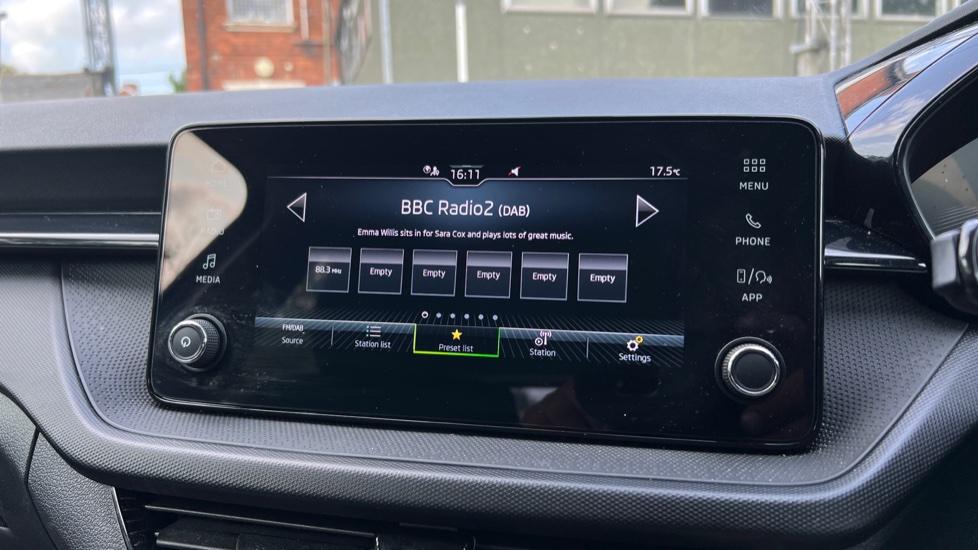 16:11
17.5°C
BBC Radio2 (DAB)
Emma Willis sits in for Sara Cox and plays lots of great music.
88.3 MHz
Empty
Empty
Empty
Empty
Empty
FM/DAB
Source
Station list
Preset list
Station
Settings
RADIO
MEDIA
MENU
PHONE
APP